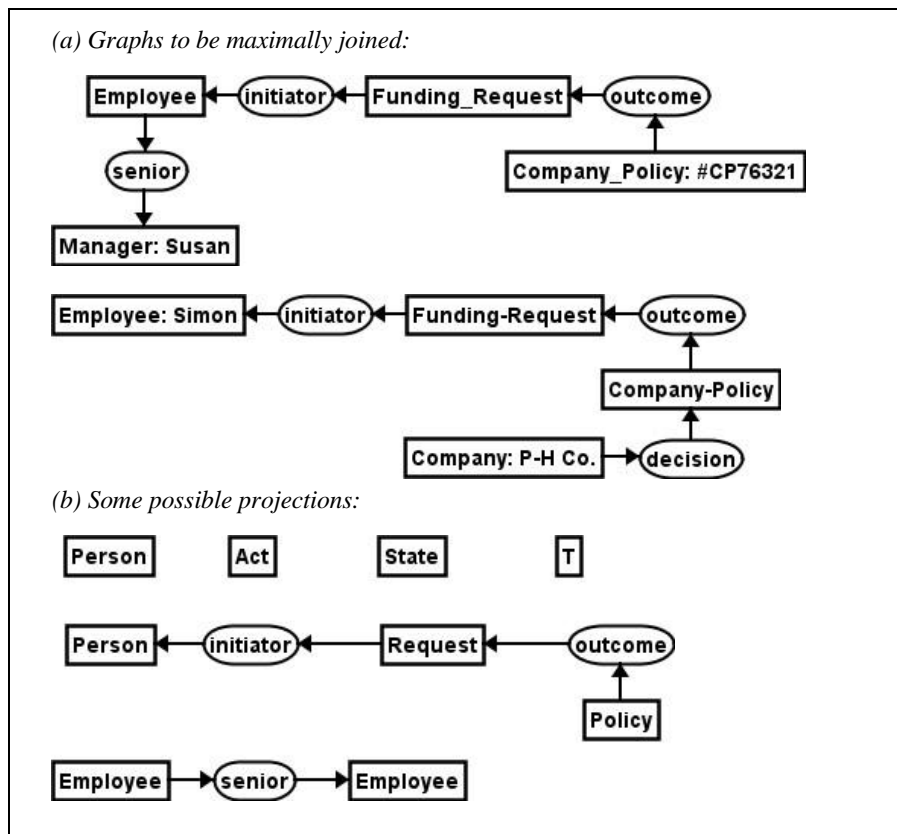 (a) Graphs to be maximally joined:
Employee initiator Funding_Request outcome
senior Company_Policy: #CP76321
Manager: Susan
Employee: Simon initiator Funding-Request outcome
Company-Policy
Company: P-H Co. decision
(b) Some possible projections:
Person Act State T
Person initiator Request outcome
Policy
Employee senior Employee